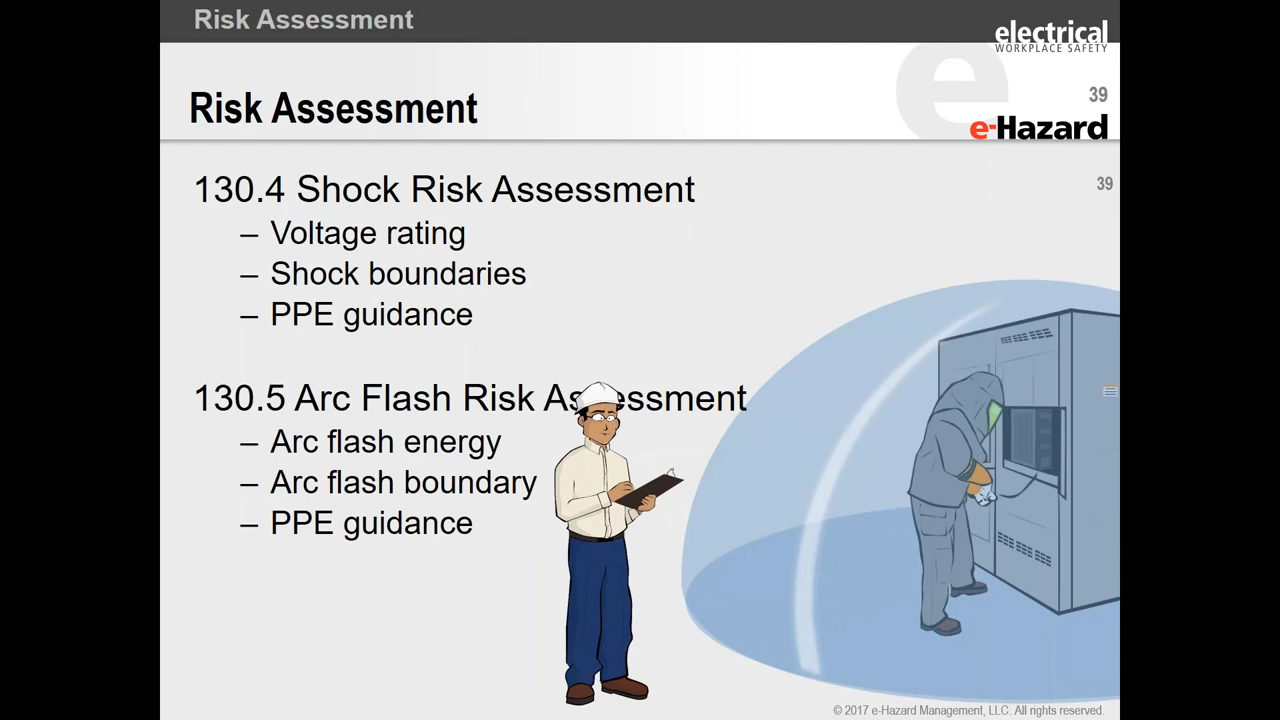 Risk Assessment
electrical
WORKPLACE SAFETY
Risk Assessment
39
e-Hazard
130.4 Shock Risk Assessment
39
– Voltage rating
– Shock boundaries
– PPE guidance
130.5 Arc Flash Risk Assessment
– Arc flash energy
– Arc flash boundary
– PPE guidance
© 2017 e-Hazard Management, LLC. All rights reserved.